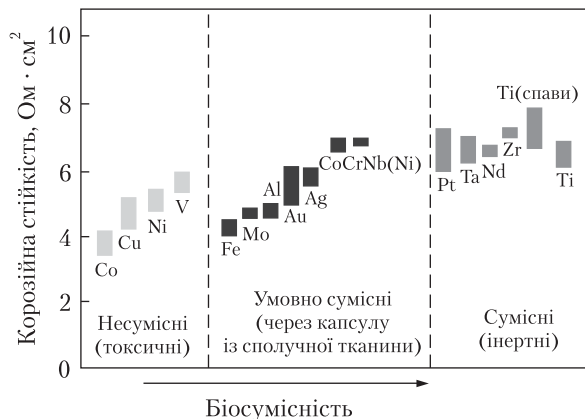 Корозійна стійкість, Ом · см²
10
8
6
4
2
0
Co
Cu
Ni
V
Fe
Mo
Al
Au
Ag
CoCrNb(Ni)
Pt
Ta
Nd
Zr
Ti(спави)
Ti
Несумісні
(токсичні)
Умовно сумісні
(через капсулу
із сполучної тканини)
Сумісні
(інертні)
Біосумісність